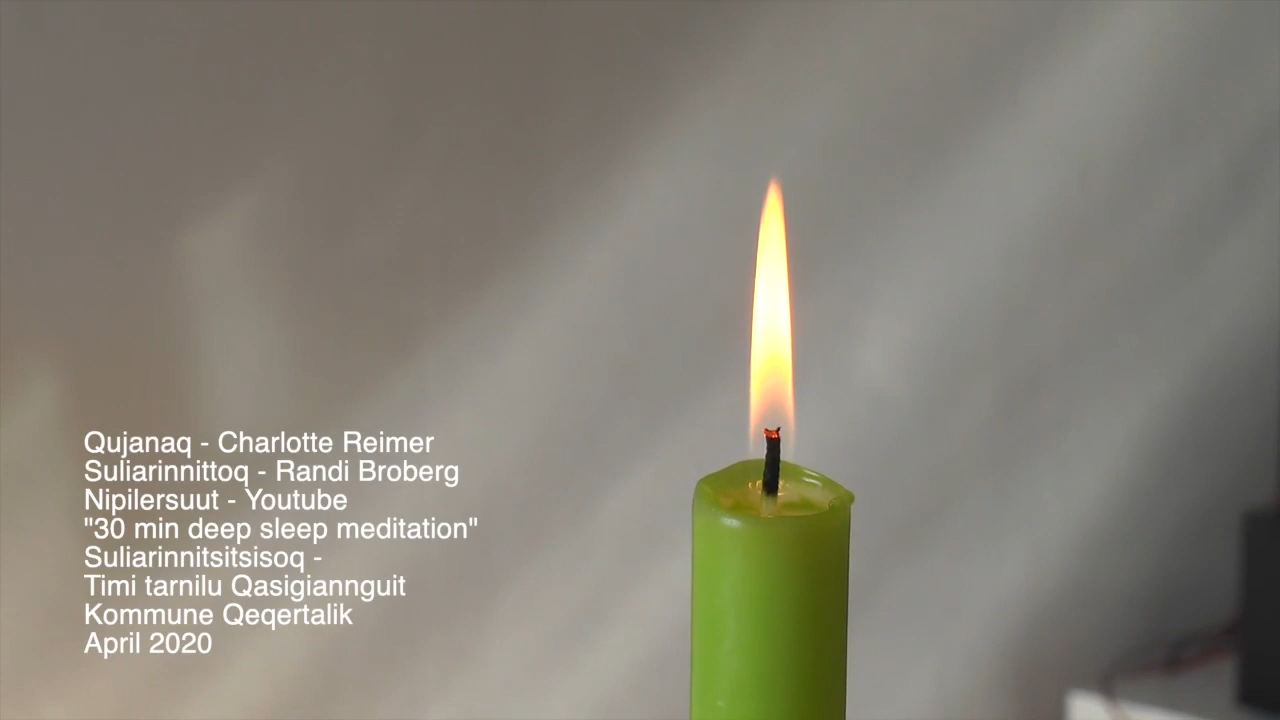 Qujanaq - Charlotte Reimer
Suliarinnittoq - Randi Broberg
Nipilersuut - Youtube
"30 min deep sleep meditation"
Suliarinnitsitsisoq -
Timi tarnilu Qasigiannguit
Kommune Qeqertalik
April 2020